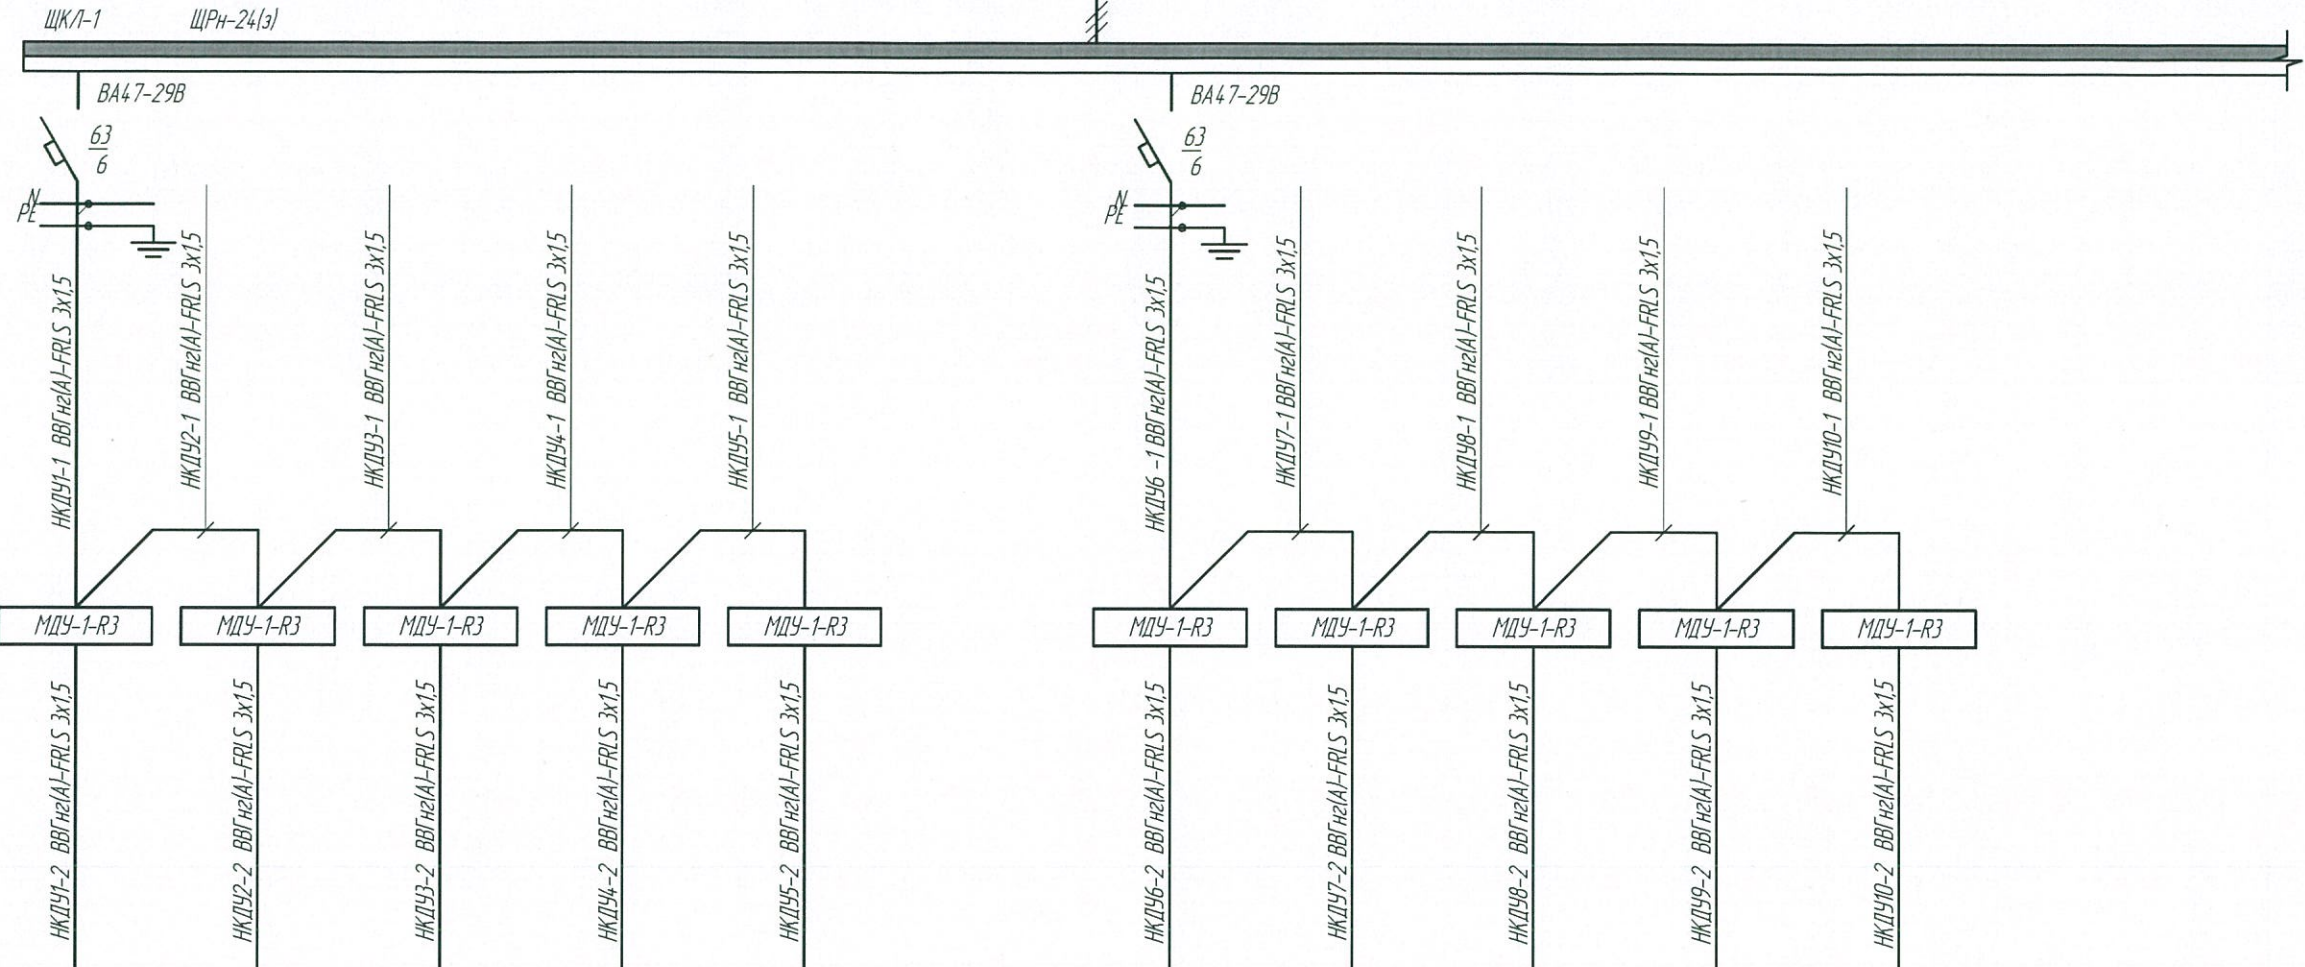 ЩКЛ-1 ЩРн-24(з)
ВА47-29В
63
6
N
PE
НКДУ1-1 ВВГнг(А)-FRLS 3х1,5
НКДУ2-1 ВВГнг(А)-FRLS 3х1,5
НКДУ3-1 ВВГнг(А)-FRLS 3х1,5
НКДУ4-1 ВВГнг(А)-FRLS 3х1,5
НКДУ5-1 ВВГнг(А)-FRLS 3х1,5
ВА47-29В
63
6
N
PE
НКДУ6 -1 ВВГнг(А)-FRLS 3х1,5
НКДУ7-1 ВВГнг(А)-FRLS 3х1,5
НКДУ8-1 ВВГнг(А)-FRLS 3х1,5
НКДУ9-1 ВВГнг(А)-FRLS 3х1,5
НКДУ10-1 ВВГнг(А)-FRLS 3х1,5
МДУ-1-R3
МДУ-1-R3
МДУ-1-R3
МДУ-1-R3
МДУ-1-R3
МДУ-1-R3
МДУ-1-R3
МДУ-1-R3
МДУ-1-R3
МДУ-1-R3
НКДУ1-2 ВВГнг(А)-FRLS 3х1,5
НКДУ2-2 ВВГнг(А)-FRLS 3х1,5
НКДУ3-2 ВВГнг(А)-FRLS 3х1,5
НКДУ4-2 ВВГнг(А)-FRLS 3х1,5
НКДУ5-2 ВВГнг(А)-FRLS 3х1,5
НКДУ6-2 ВВГнг(А)-FRLS 3х1,5
НКДУ7-2 ВВГнг(А)-FRLS 3х1,5
НКДУ8-2 ВВГнг(А)-FRLS 3х1,5
НКДУ9-2 ВВГнг(А)-FRLS 3х1,5
НКДУ10-2 ВВГнг(А)-FRLS 3х1,5